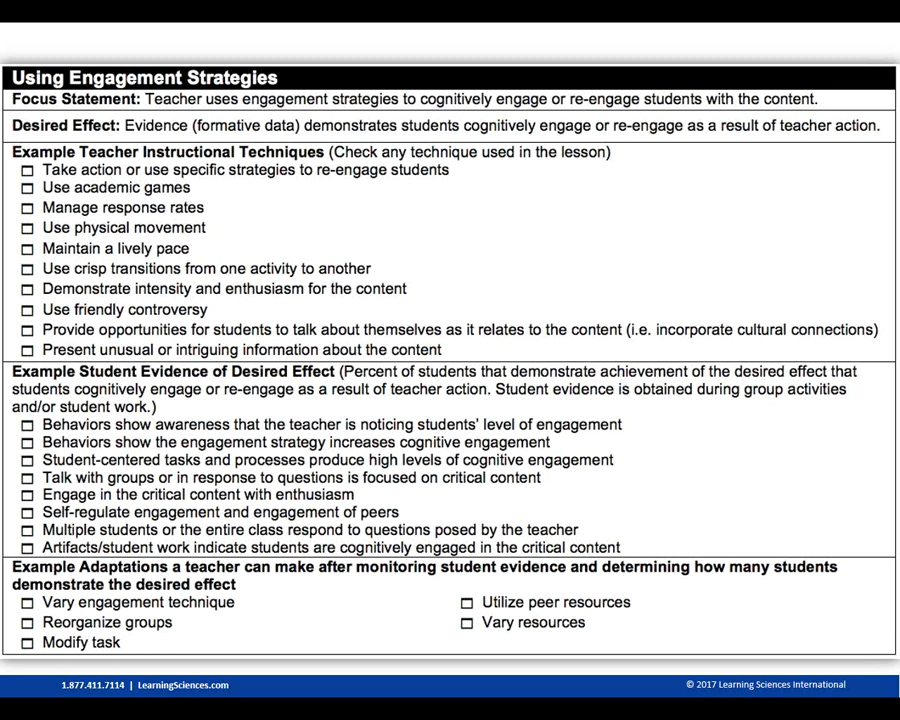 Using Engagement Strategies
Focus Statement: Teacher uses engagement strategies to cognitively engage or re-engage students with the content.
Desired Effect: Evidence (formative data) demonstrates students cognitively engage or re-engage as a result of teacher action.
Example Teacher Instructional Techniques (Check any technique used in the lesson)
Take action or use specific strategies to re-engage students
Use academic games
Manage response rates
Use physical movement
Maintain a lively pace
Use crisp transitions from one activity to another
Demonstrate intensity and enthusiasm for the content
Use friendly controversy
Provide opportunities for students to talk about themselves as it relates to the content (i.e. incorporate cultural connections)
Present unusual or intriguing information about the content
Example Student Evidence of Desired Effect (Percent of students that demonstrate achievement of the desired effect that
students cognitively engage or re-engage as a result of teacher action. Student evidence is obtained during group activities
and/or student work.)
Behaviors show awareness that the teacher is noticing students' level of engagement
Behaviors show the engagement strategy increases cognitive engagement
Student-centered tasks and processes produce high levels of cognitive engagement
Talk with groups or in response to questions is focused on critical content
Engage in the critical content with enthusiasm
Self-regulate engagement and engagement of peers
Multiple students or the entire class respond to questions posed by the teacher
Artifacts/student work indicate students are cognitively engaged in the critical content
Example Adaptations a teacher can make after monitoring student evidence and determining how many students
demonstrate the desired effect
Vary engagement technique
Reorganize groups
Modify task
Utilize peer resources
Vary resources
1.877.411.7114 | LearningSciences.com
© 2017 Learning Sciences International